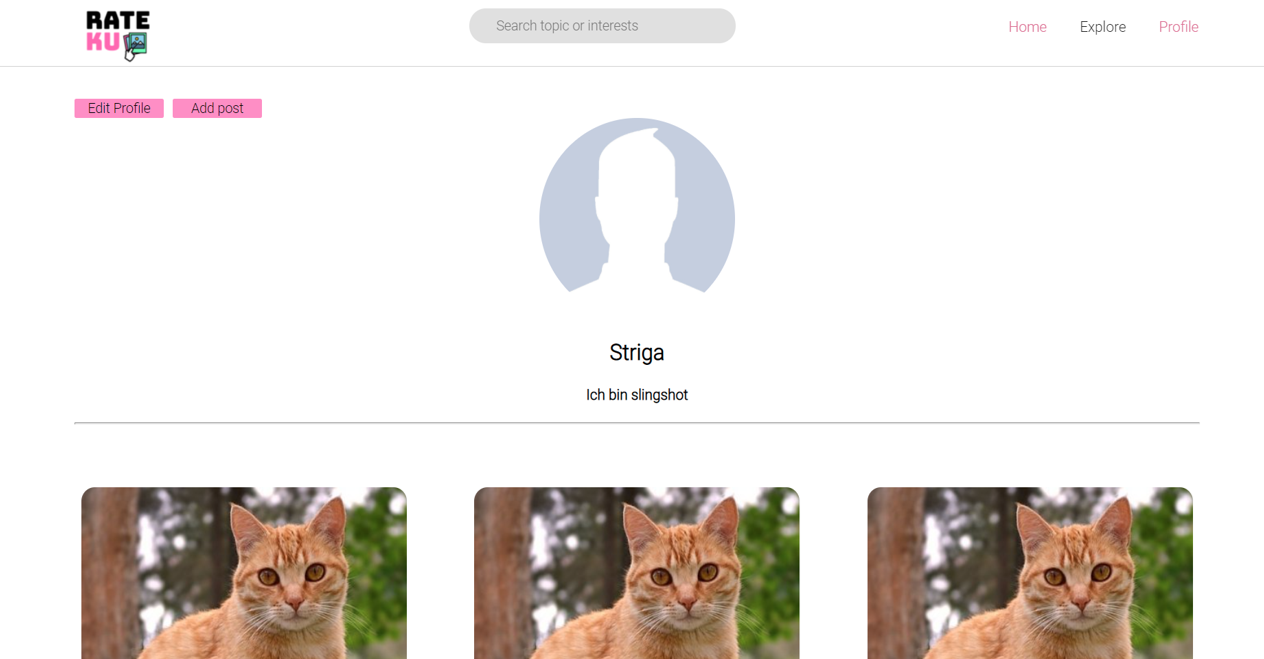 RATE
KU
Search topic or interests
Home Explore Profile
Edit Profile Add post
Striga
Ich bin slingshot